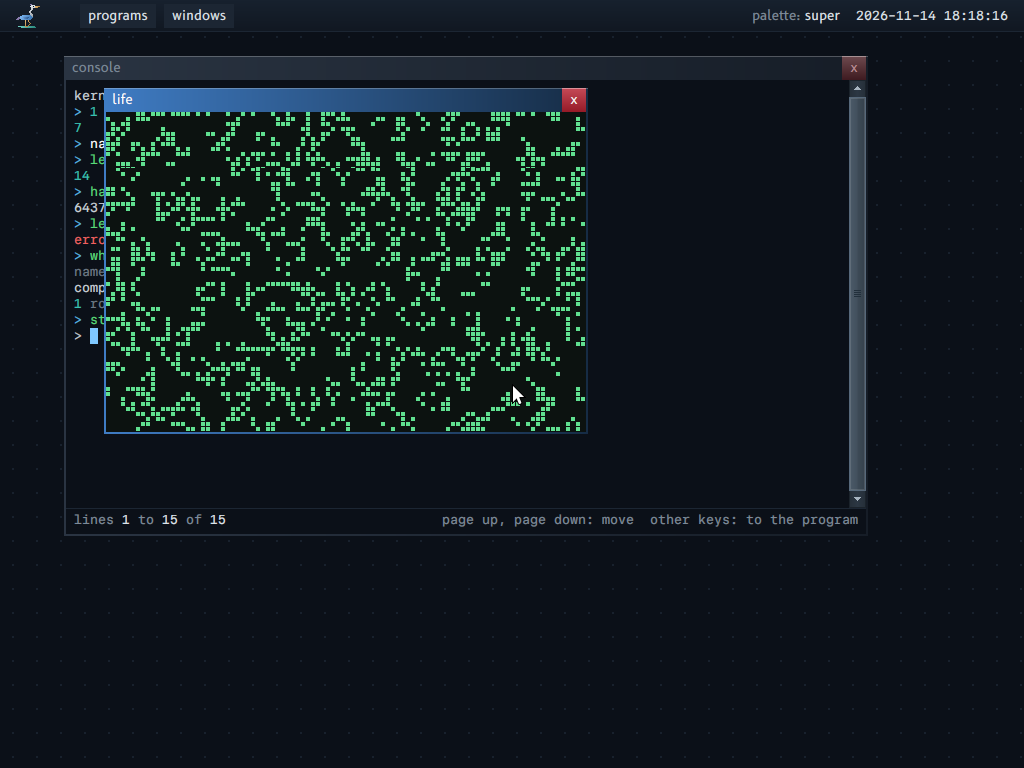 programs windows palette: super 2026-11-14 18:18:16
console x
life x
kern
> 1
7
> na
> le
14
> ha
6437
> le
erro
> wh
name
comp
1 ro
> st
>
lines 1 to 15 of 15 page up, page down: move other keys: to the program